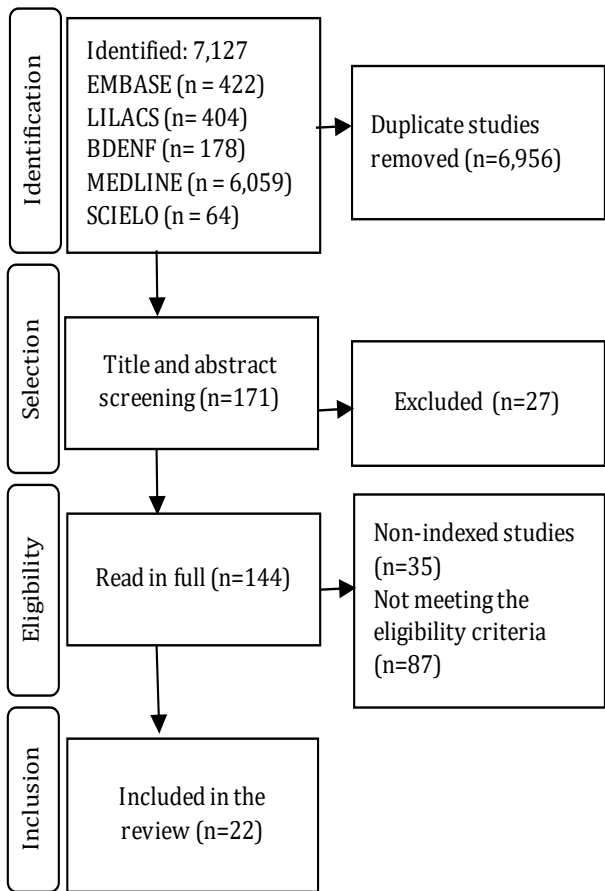 Identification
Identified: 7,127
EMBASE (n = 422)
LILACS (n= 404)
BDENF (n= 178)
MEDLINE (n = 6,059)
SCIELO (n = 64)
Duplicate studies
removed (n=6,956)
Selection
Title and abstract
screening (n=171)
Excluded (n=27)
Eligibility
Read in full (n=144)
Non-indexed studies
(n=35)
Not meeting the
eligibility criteria
(n=87)
Inclusion
Included in the
review (n=22)